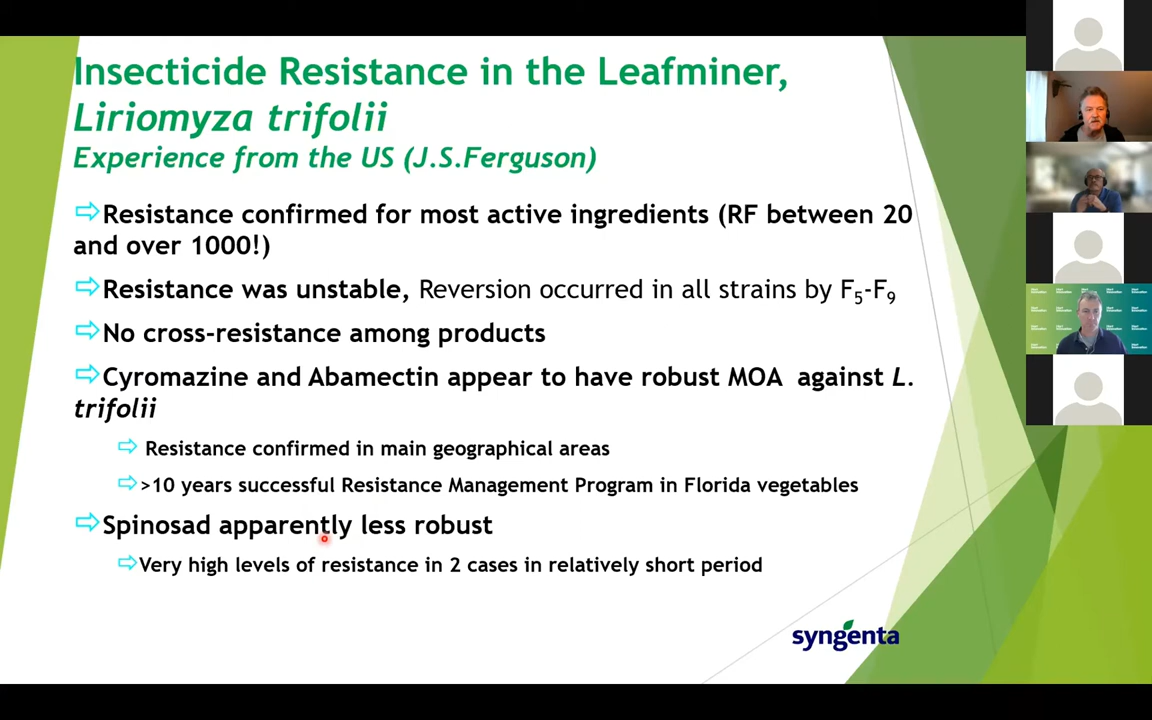 Insecticide Resistance in the Leafminer,
Liriomyza trifolii
Experience from the US (J.S.Ferguson)
⇨Resistance confirmed for most active ingredients (RF between 20
and over 1000!)
⇨Resistance was unstable, Reversion occurred in all strains by F5-F9
⇨No cross-resistance among products
⇨Cyromazine and Abamectin appear to have robust MOA against L.
trifolii
⇨ Resistance confirmed in main geographical areas
⇨>10 years successful Resistance Management Program in Florida vegetables
⇨Spinosad apparently less robust
⇨Very high levels of resistance in 2 cases in relatively short period
syngenta